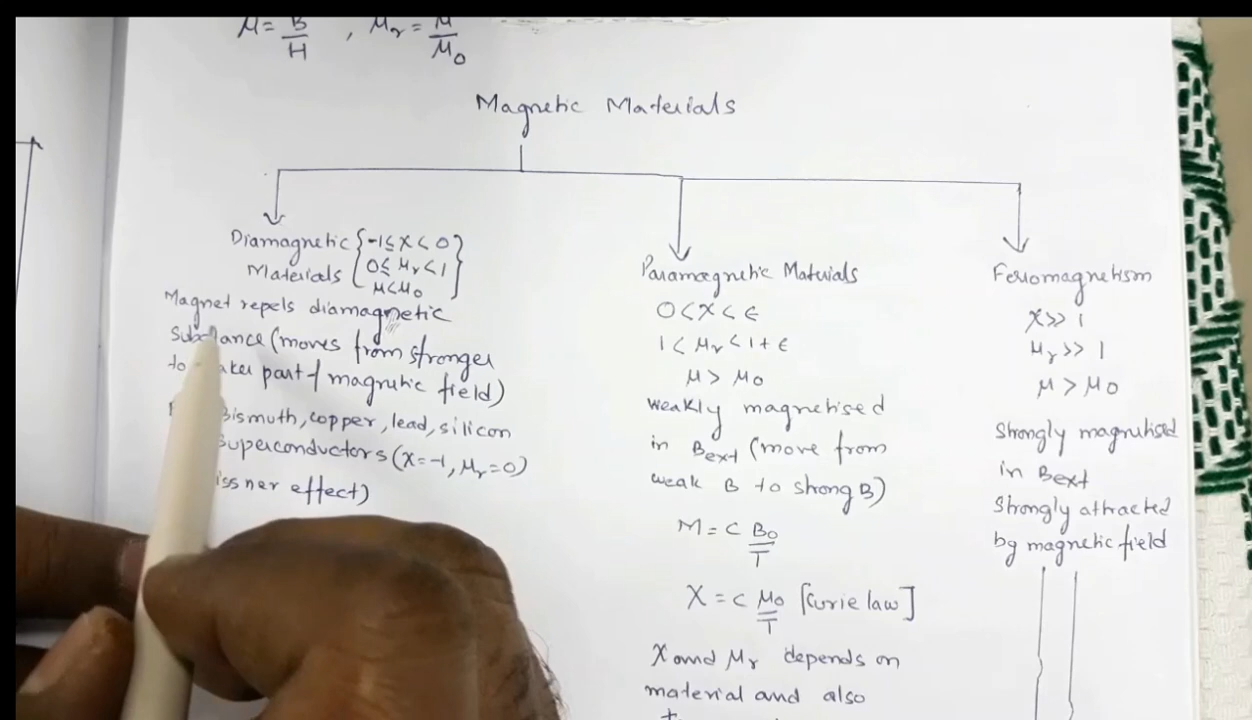 μ = B/H , μr = μ/μ0
Magnetic Materials
Diamagnetic {-1≤χ<0}
Materials {0≤μr<1}
μ<μ0
Magnet repels diamagnetic
Substance (moves from stronger
to part of magnetic field)
Bismuth, copper, lead, silicon
Superconductors (χ=-1, μr=0)
effect)
Paramagnetic Materials
0<χ<ε
1<μr<1+ε
μ>μ0
Weakly magnetised
in Bext (move from
weak B to strong B)
M = C B0/T
χ = C μ0/T [Curie law]
χ and μr depends on
material and also
Ferromagnetism
χ>>1
μr>>1
μ>μ0
Strongly magnetised
in Bext
Strongly attracted
by magnetic field